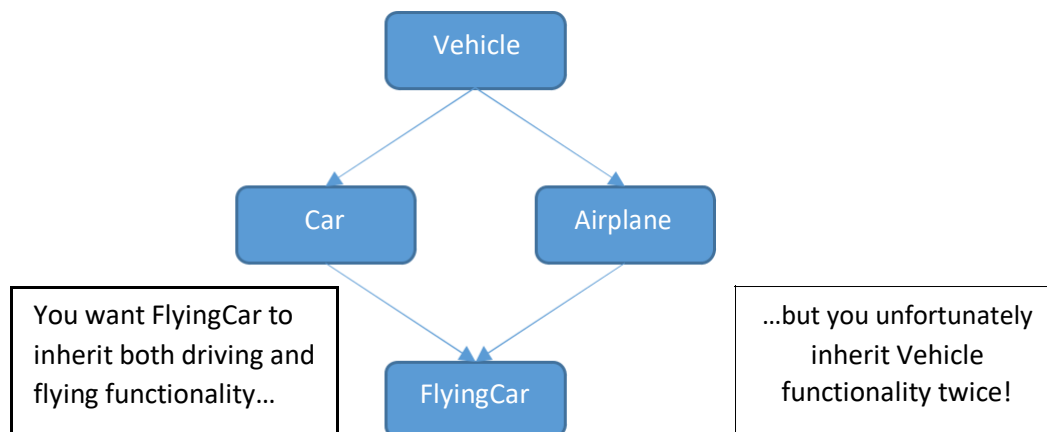 Vehicle
Car
Airplane
You want FlyingCar to
inherit both driving and
flying functionality...
...but you unfortunately
inherit Vehicle
functionality twice!
FlyingCar